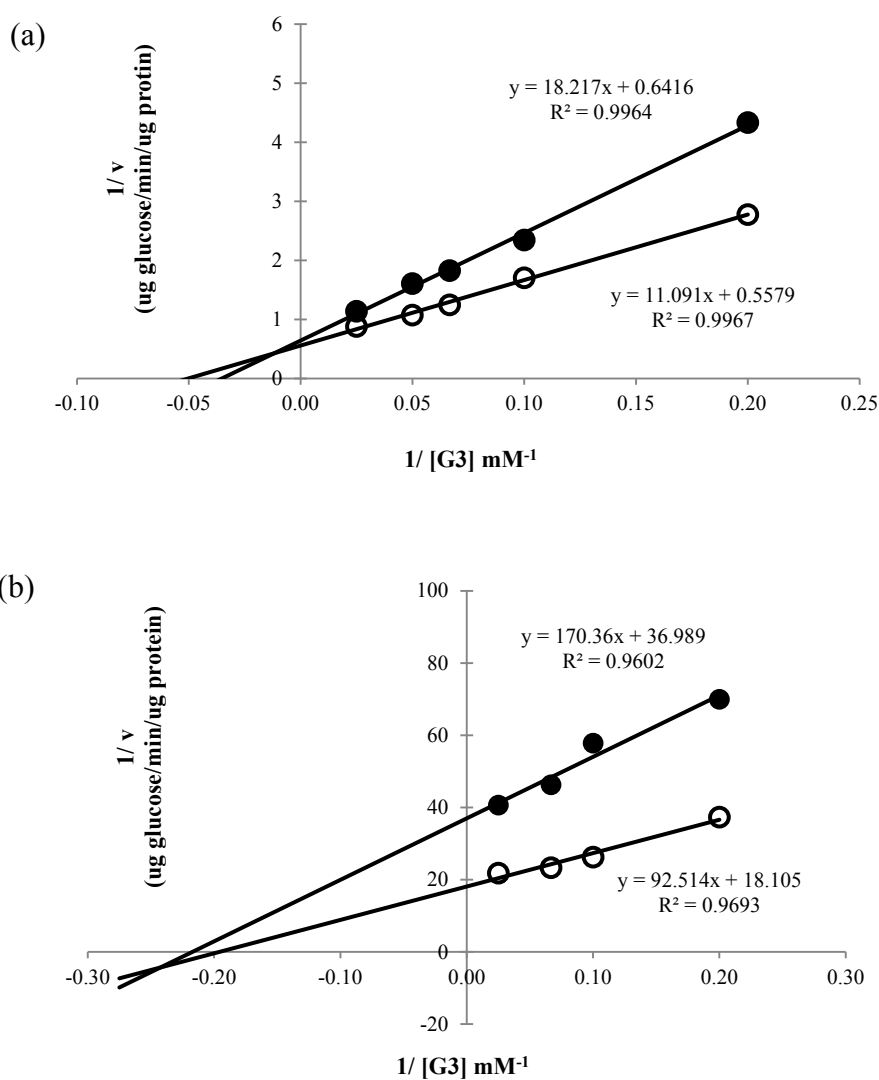 (a)
6
5
4
3
2
1
0
1/ v
(ug glucose/min/ug protin)
y = 18.217x + 0.6416
R² = 0.9964
y = 11.091x + 0.5579
R² = 0.9967
-0.10 -0.05 0.00 0.05 0.10 0.15 0.20 0.25
1/ [G3] mM⁻¹
(b)
100
80
60
40
20
0
-20
1/ v
(ug glucose/min/ug protein)
y = 170.36x + 36.989
R² = 0.9602
y = 92.514x + 18.105
R² = 0.9693
-0.30 -0.20 -0.10 0.00 0.10 0.20 0.30
1/ [G3] mM⁻¹